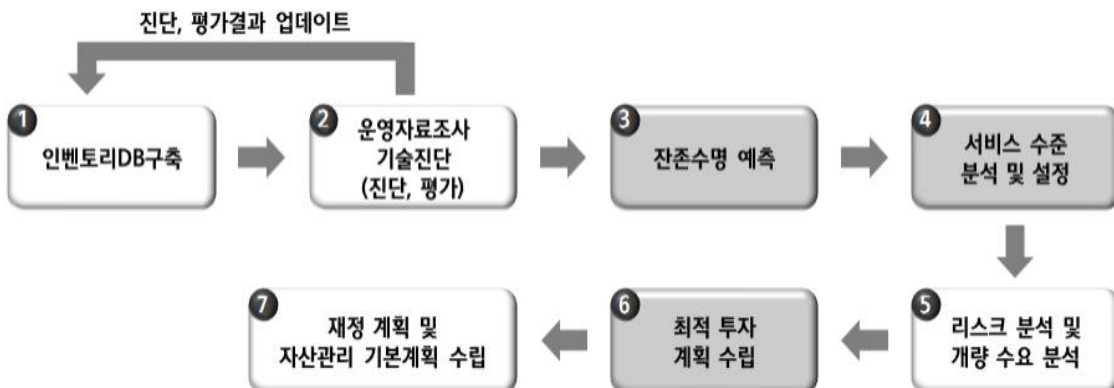 진단, 평가결과 업데이트
1
인벤토리DB구축
2
운영자료조사
기술진단
(진단, 평가)
3
잔존수명 예측
4
서비스 수준
분석 및 설정
5
리스크 분석 및
개량 수요 분석
6
최적 투자
계획 수립
7
재정 계획 및
자산관리 기본계획 수립